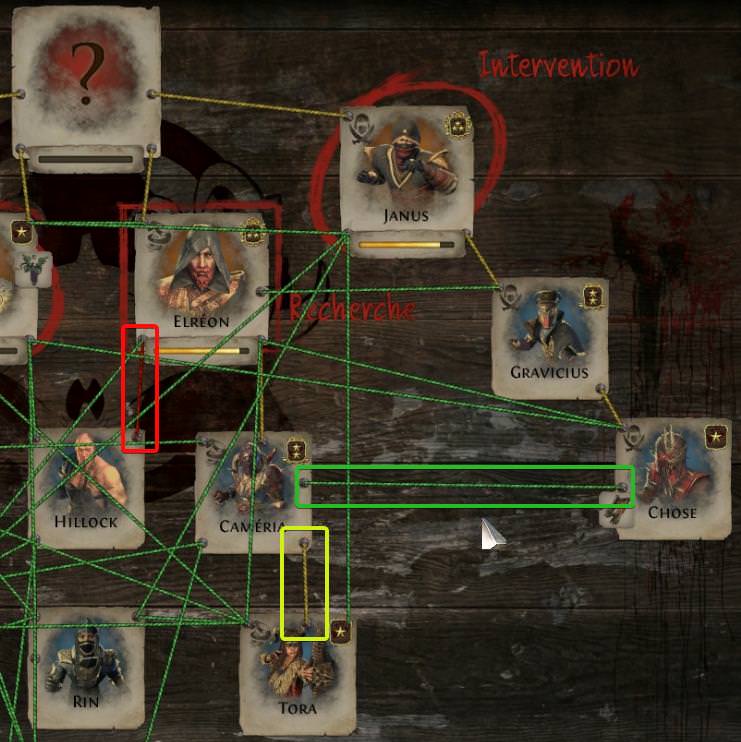 ?
Intervention
JANUS
Recherche
ELRÉON
GRAVICIUS
HILLOCK
CAMÉRIA
CHOSE
RIN
TORA